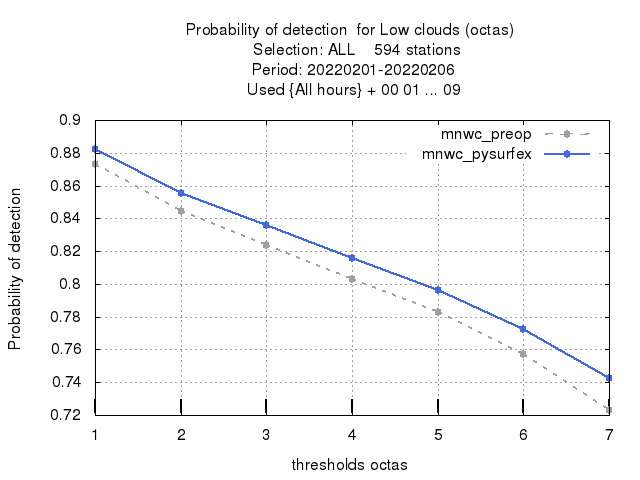 Probability of detection  for Low clouds (octas)
Selection: ALL    594 stations
Period: 20220201-20220206
Used {All hours} + 00 01 ... 09
mnwc_preop
mnwc_pysurfex
0.9
0.88
0.86
0.84
0.82
0.8
0.78
0.76
0.74
0.72
Probability of detection
1 2 3 4 5 6 7
thresholds octas